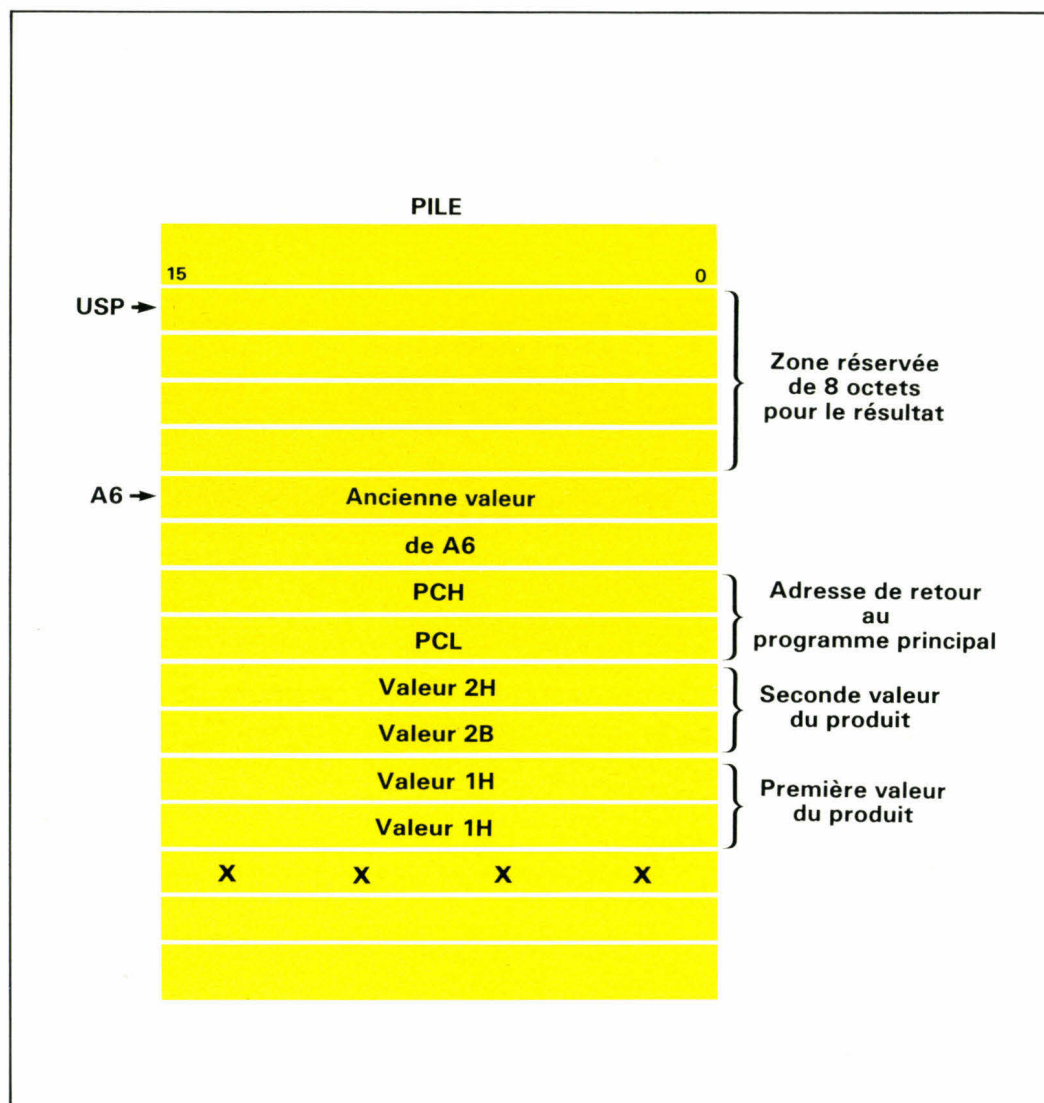 PILE
15 0
USP →
Zone réservée
de 8 octets
pour le résultat
A6 → Ancienne valeur
de A6
PCH
PCL
Adresse de retour
au
programme principal
Valeur 2H
Valeur 2B
Seconde valeur
du produit
Valeur 1H
Valeur 1H
Première valeur
du produit
X X X X